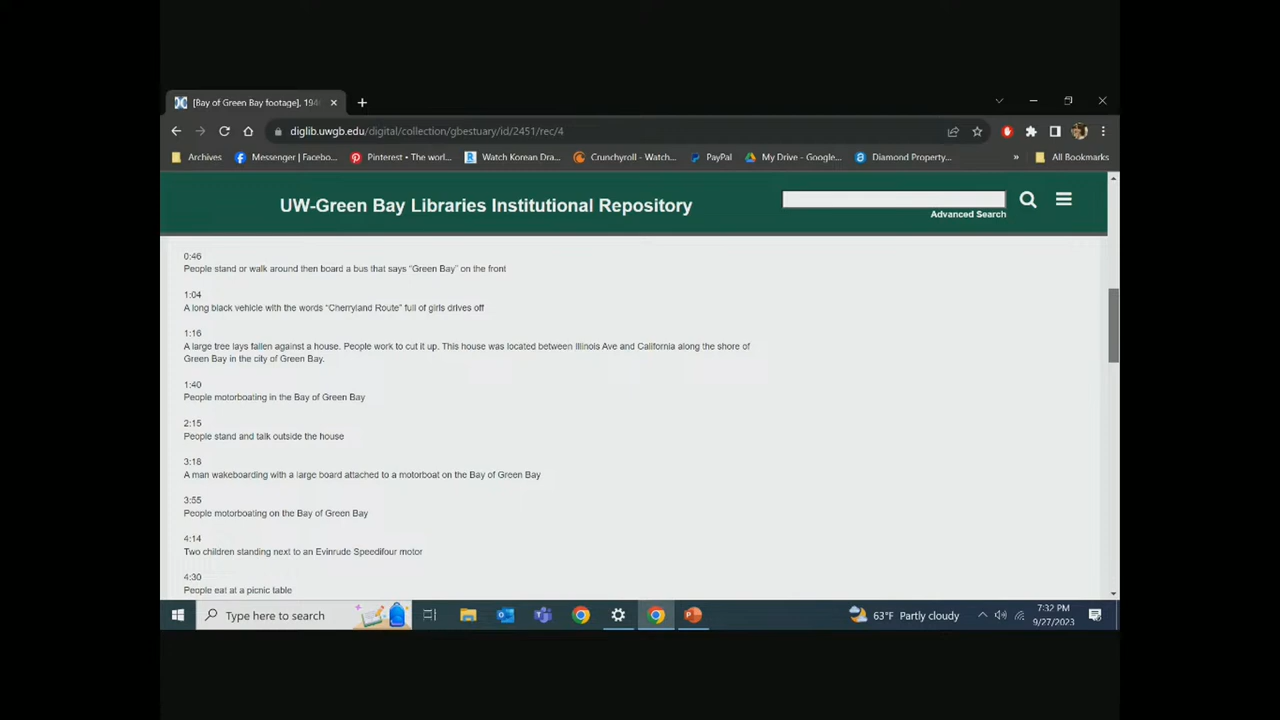 [Bay of Green Bay footage], 194
diglib.uwgb.edu/digital/collection/gbestuary/id/2451/rec/4
Archives Messenger | Facebo... Pinterest • The worl... Watch Korean Dra... Crunchyroll - Watch... PayPal My Drive - Google... Diamond Property... » All Bookmarks
UW-Green Bay Libraries Institutional Repository
Advanced Search
0:46
People stand or walk around then board a bus that says “Green Bay” on the front
1:04
A long black vehicle with the words “Cherryland Route” full of girls drives off
1:16
A large tree lays fallen against a house. People work to cut it up. This house was located between Illinois Ave and California along the shore of
Green Bay in the city of Green Bay.
1:40
People motorboating in the Bay of Green Bay
2:15
People stand and talk outside the house
3:16
A man wakeboarding with a large board attached to a motorboat on the Bay of Green Bay
3:55
People motorboating on the Bay of Green Bay
4:14
Two children standing next to an Evinrude Speedifour motor
4:30
People eat at a picnic table
Type here to search
63°F Partly cloudy
7:32 PM
9/27/2023